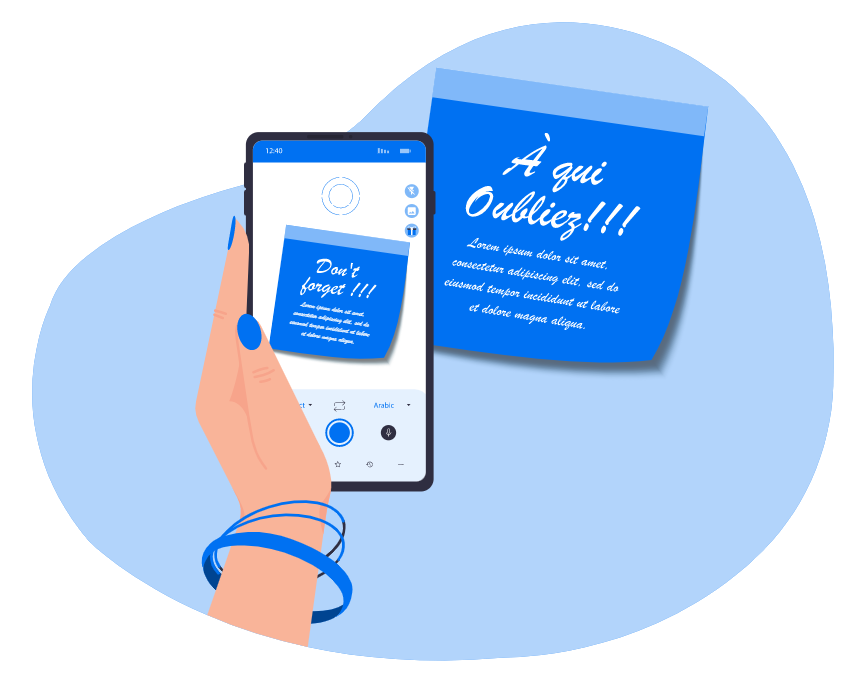 À qui
Oubliez!!!
Lorem ipsum dolor sit amet,
consectetur adipiscing elit, sed do
eiusmod tempor incididunt ut labore
et dolore magna aliqua.
12:40
Don't
forget !!!
Lorem ipsum dolor sit amet,
consectetur adipiscing elit, sed do
eiusmod tempor incididunt ut labore
et dolore magna aliqua.
ct Arabic